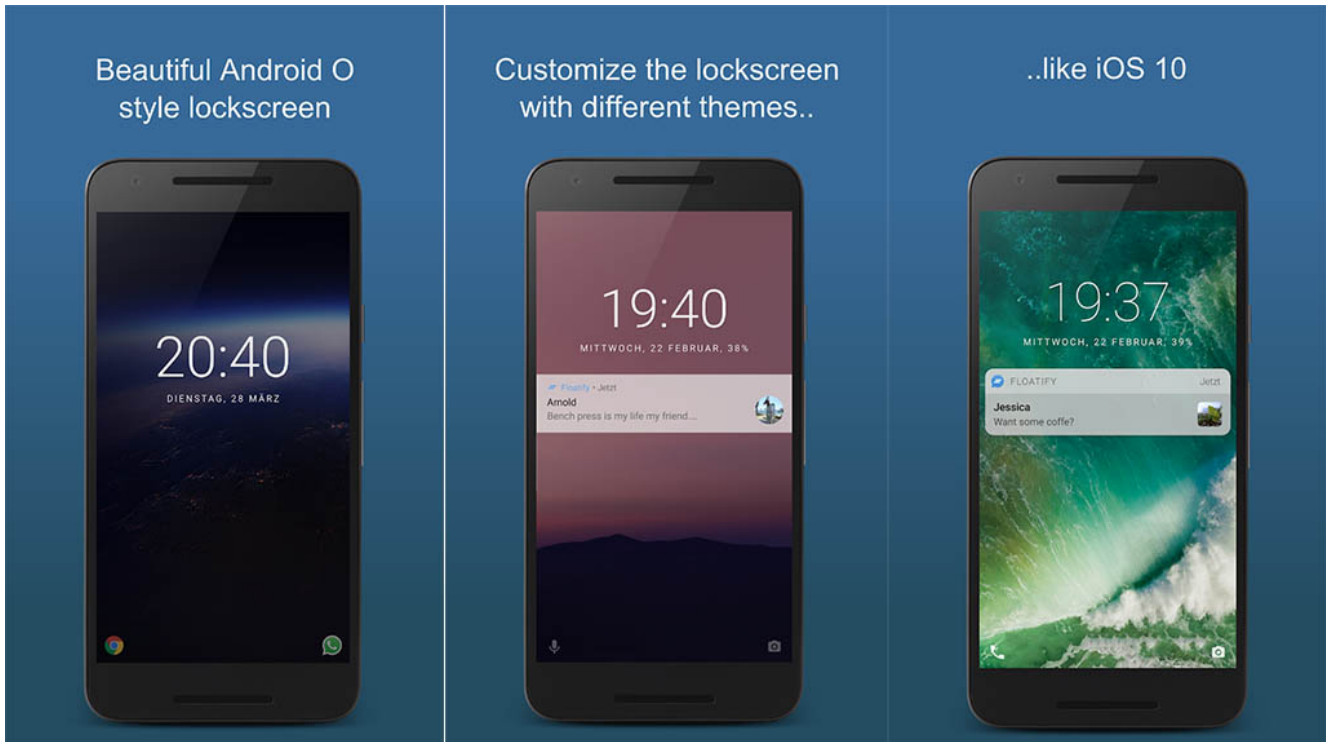 Beautiful Android O
style lockscreen
20:40
DIENSTAG, 28 MÄRZ
Customize the lockscreen
with different themes..
19:40
MITTWOCH, 22 FEBRUAR, 38%
Floatify • Jetzt
Arnold
Bench press is my life my friend....
..like iOS 10
19:37
MITTWOCH, 22 FEBRUAR, 39%
FLOATIFY Jetzt
Jessica
Want some coffe?